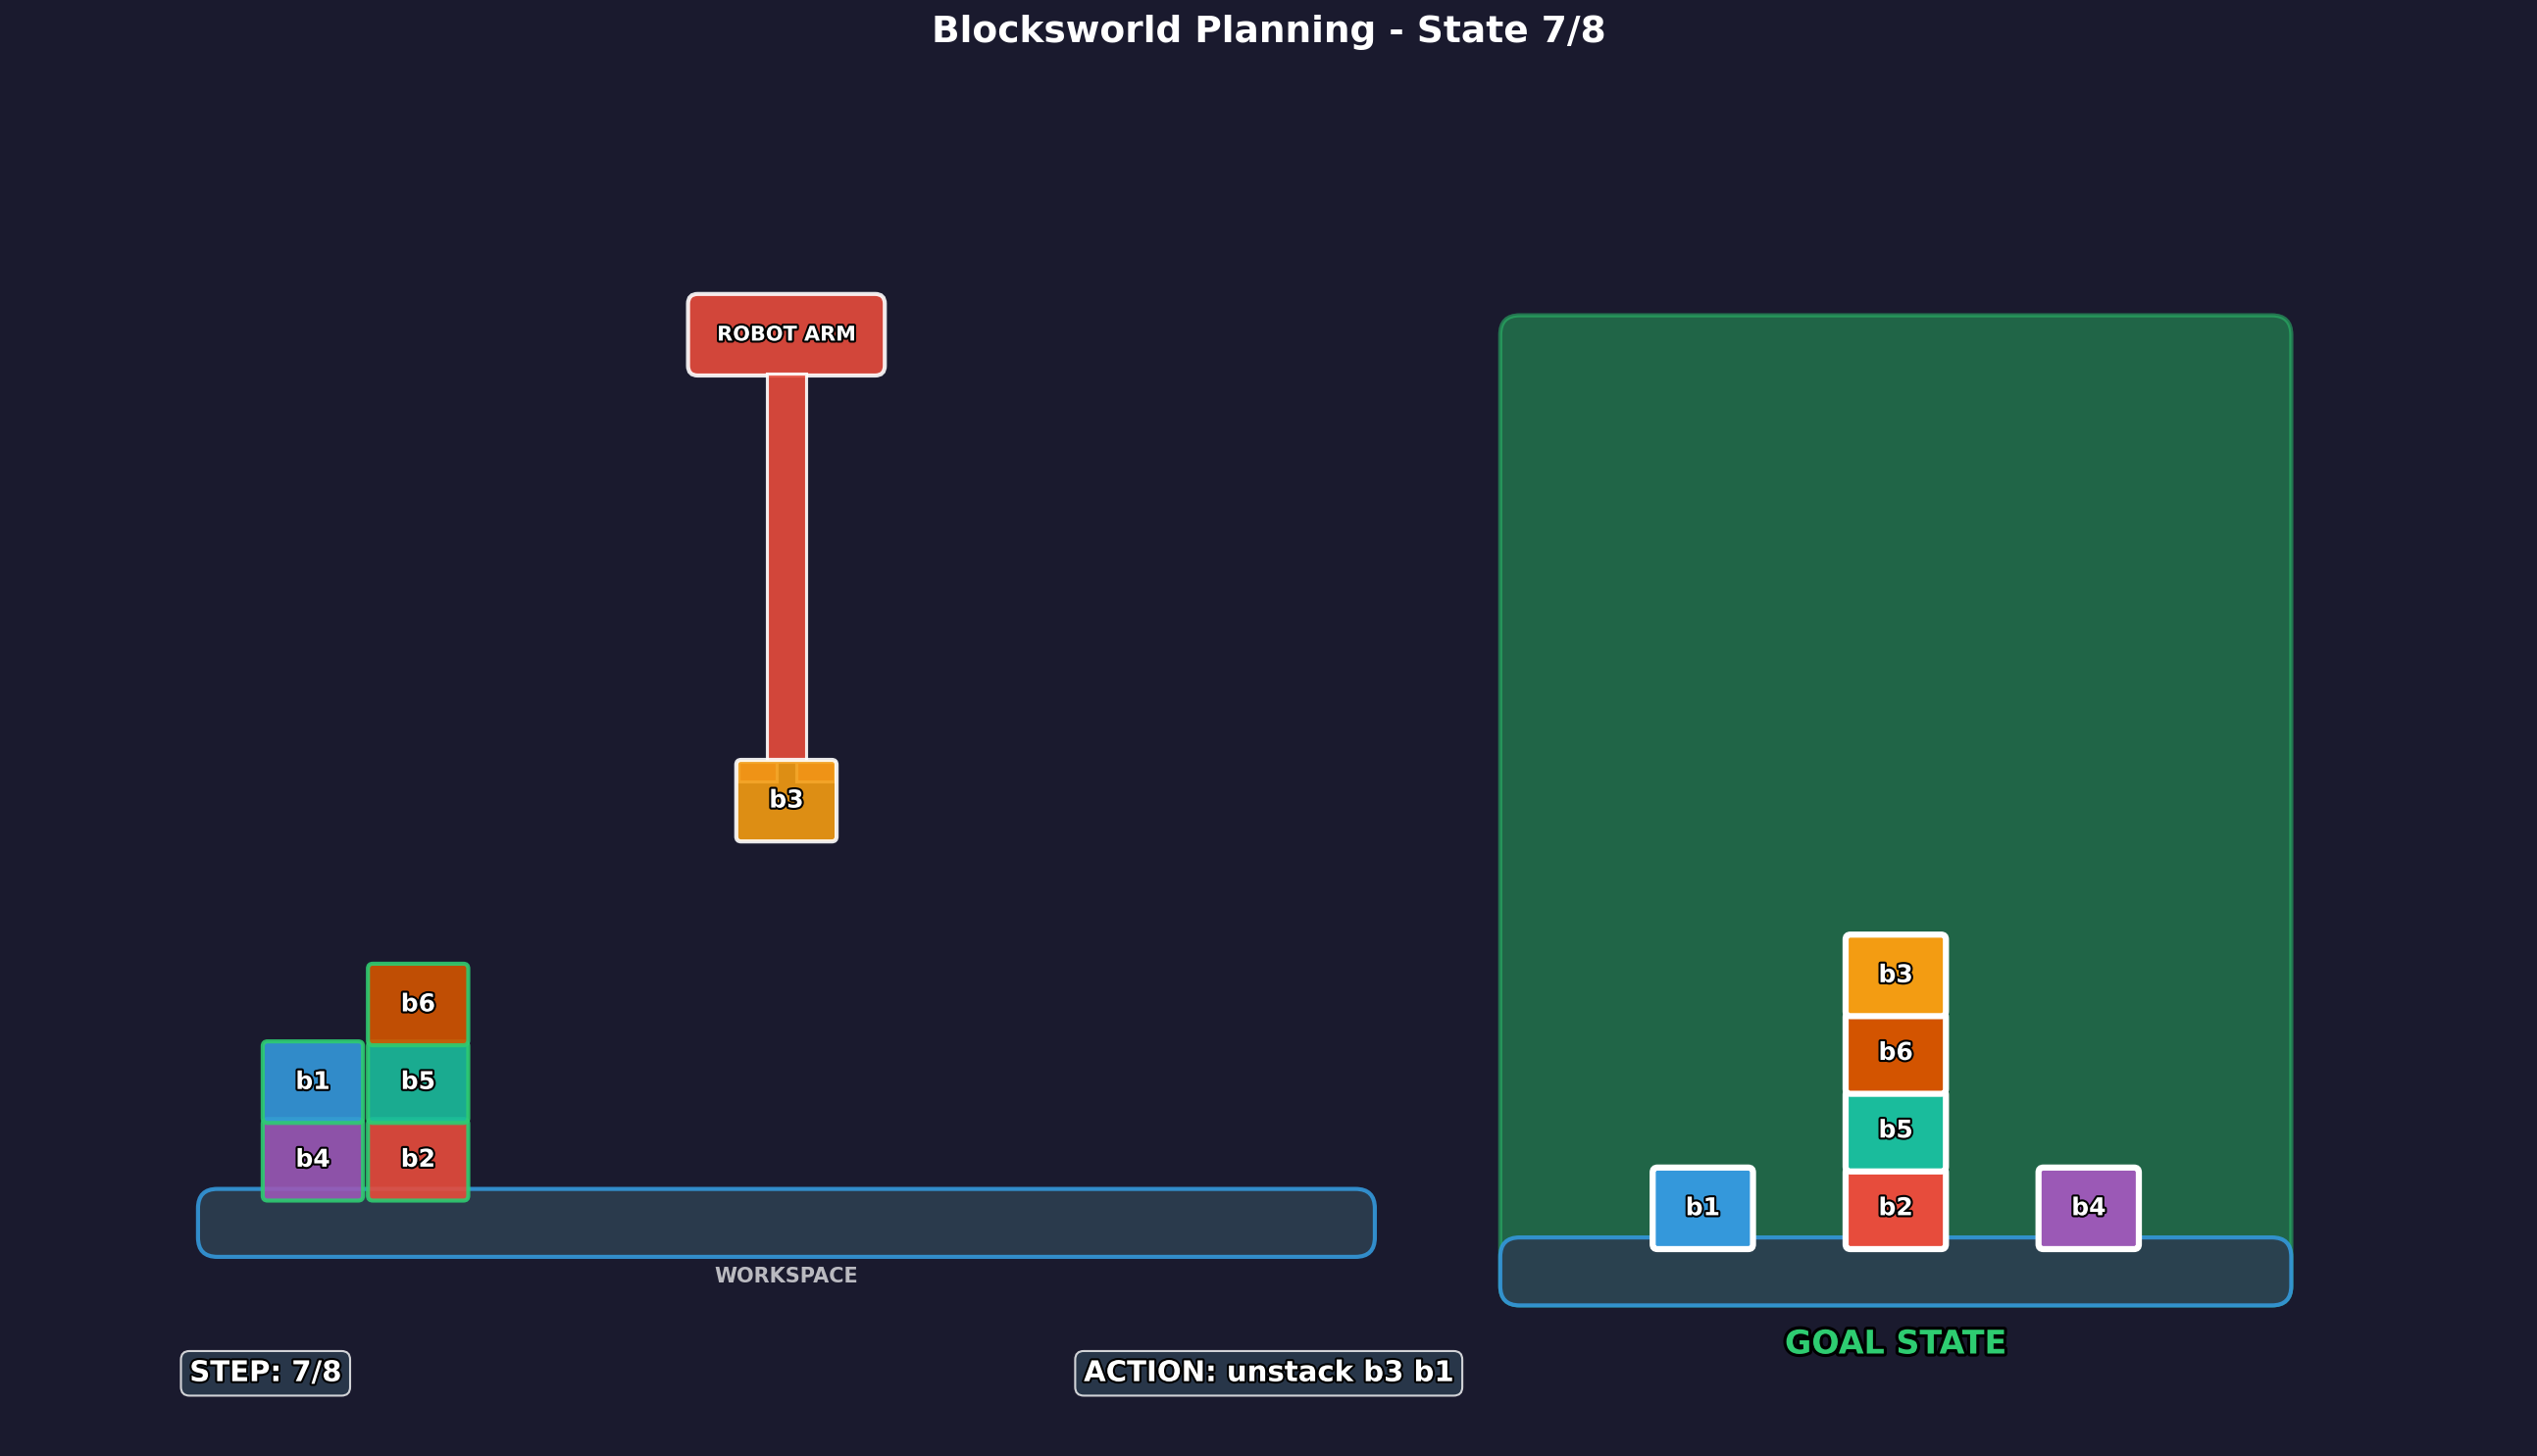 Blocksworld Planning - State 7/8
ROBOT ARM
b3
b6
b1
b5
b4
b2
WORKSPACE
b3
b6
b5
b1
b2
b4
GOAL STATE
STEP: 7/8
ACTION: unstack b3 b1